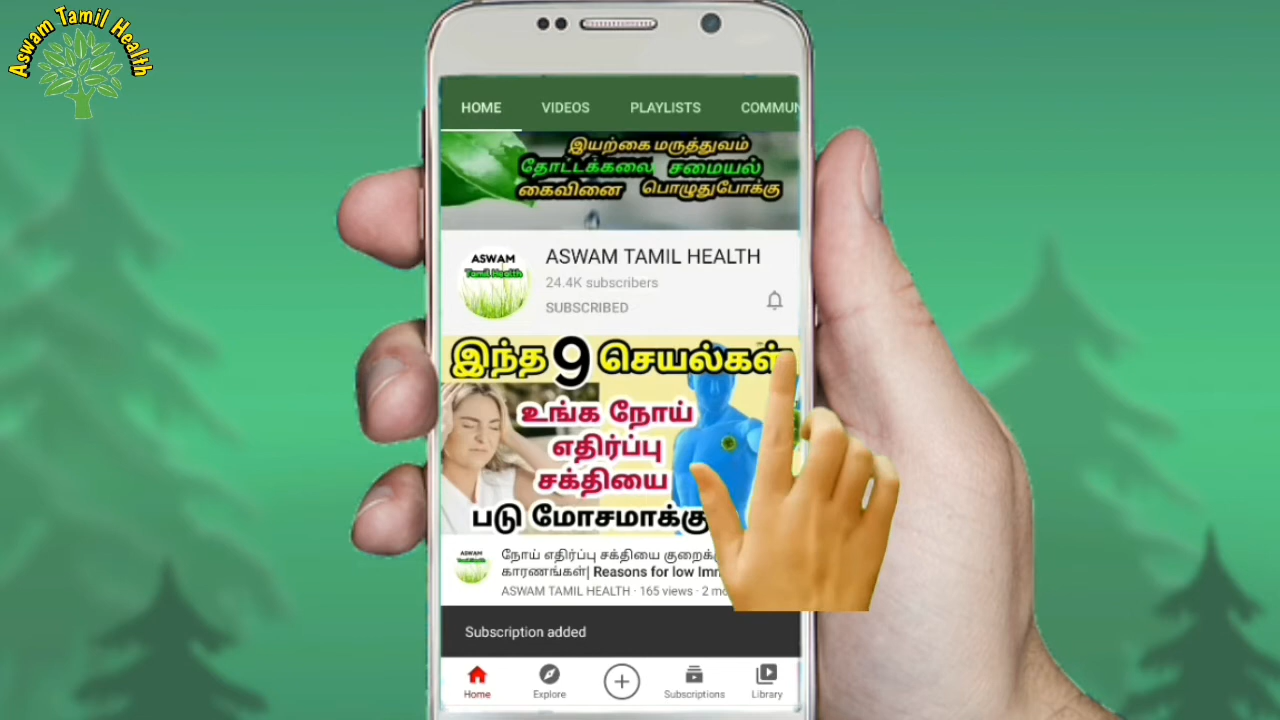 Aswam Tamil Health
HOME VIDEOS PLAYLISTS COMMUN
இயற்கை மருத்துவம்
தோட்டக்கலை சமையல்
கைவினை பொழுதுபோக்கு
ASWAM
Tamil Health
ASWAM TAMIL HEALTH
24.4K subscribers
SUBSCRIBED
இந்த 9 செயல்கள்
உங்க நோய்
எதிர்ப்பு
சக்தியை
படு மோசமாக்கு
ASWAM
நோய் எதிர்ப்பு சக்தியை குறைக்
காரணங்கள்| Reasons for low Imm
ASWAM TAMIL HEALTH · 165 views · 2 mo
Subscription added
Home Explore Subscriptions Library